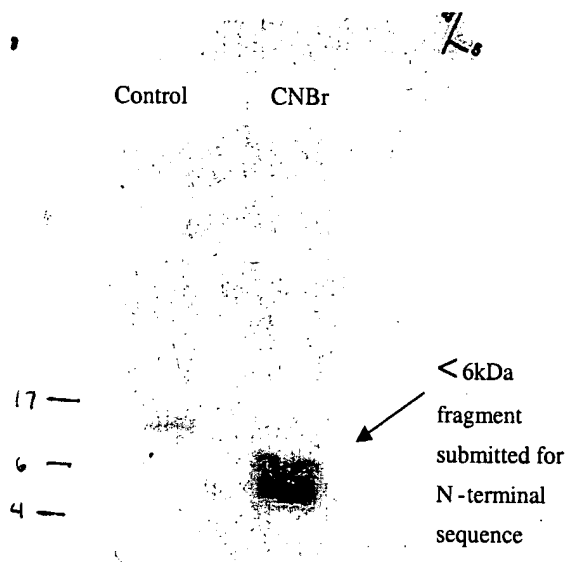 Control CNBr
17
6
4
< 6kDa
fragment
submitted for
N-terminal
sequence